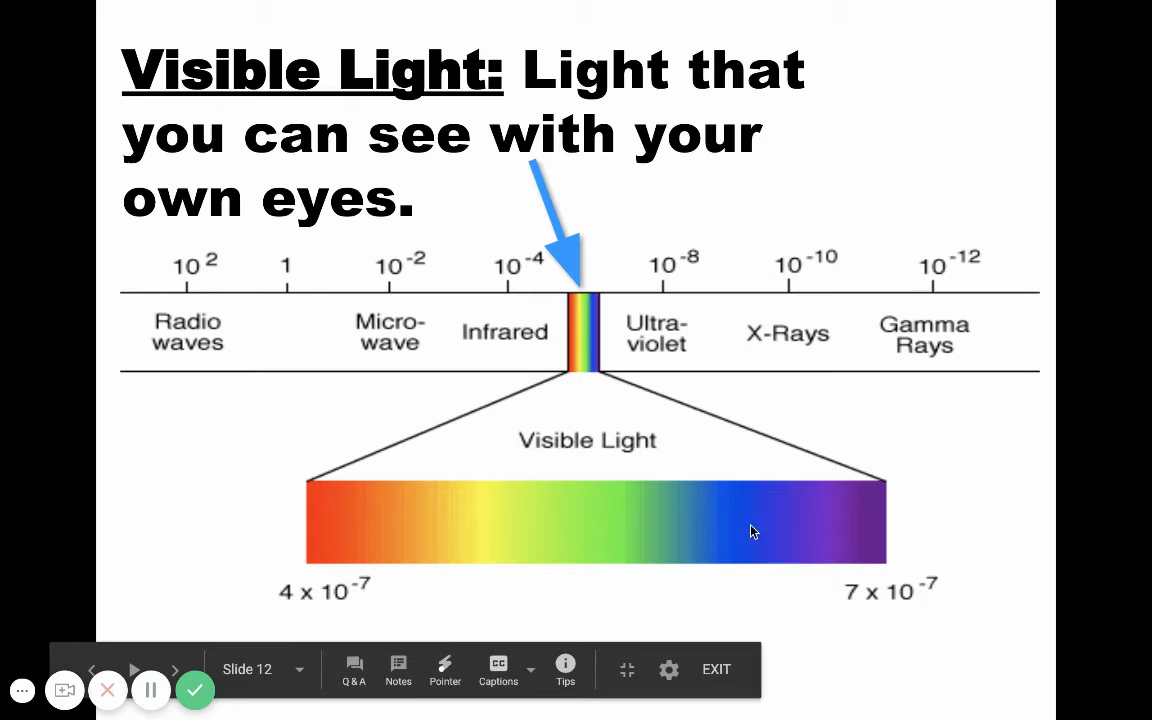 Visible Light: Light that
you can see with your
own eyes.
10² 1 10⁻² 10⁻⁴ 10⁻⁸ 10⁻¹⁰ 10⁻¹²
Radio
waves
Micro-
wave
Infrared
Ultra-
violet
X-Rays
Gamma
Rays
Visible Light
4 x 10⁻⁷ 7 x 10⁻⁷
Slide 12
Q & A
Notes
Pointer
CC
Captions
Tips
EXIT